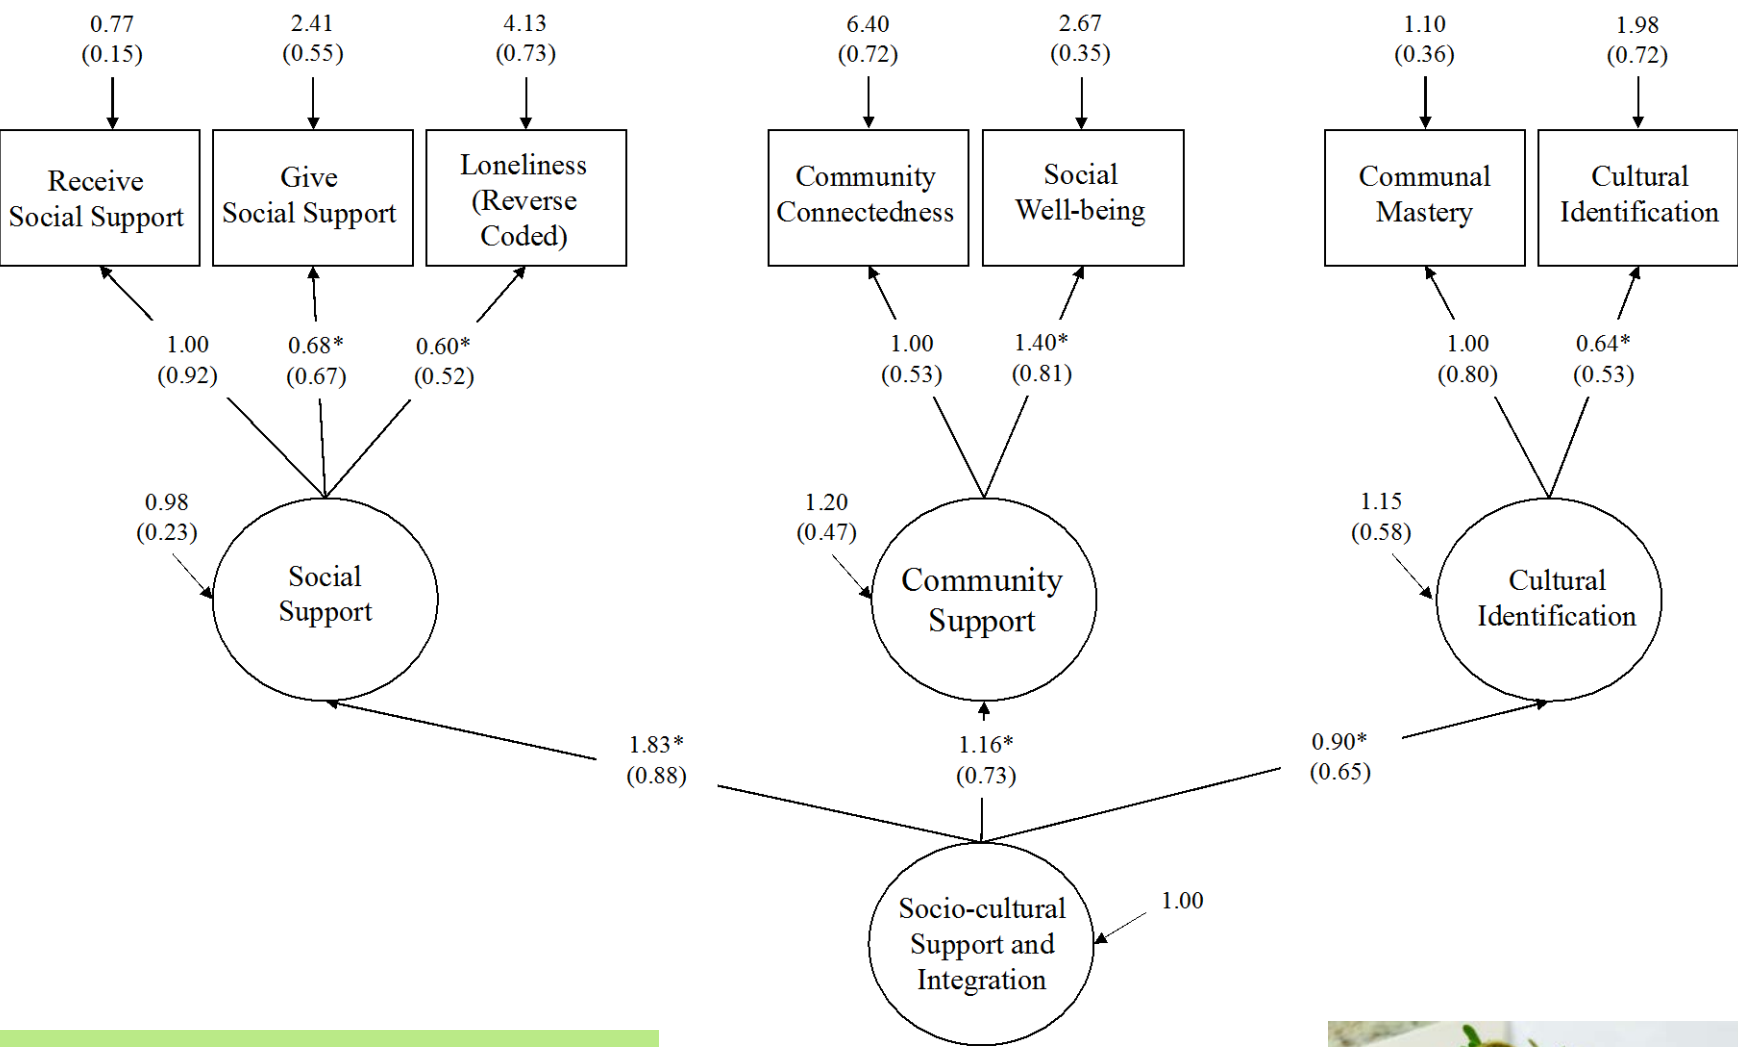 0.77
(0.15)
2.41
(0.55)
4.13
(0.73)
6.40
(0.72)
2.67
(0.35)
1.10
(0.36)
1.98
(0.72)
Receive
Social Support
Give
Social Support
Loneliness
(Reverse
Coded)
Community
Connectedness
Social
Well-being
Communal
Mastery
Cultural
Identification
1.00
(0.92)
0.68*
(0.67)
0.60*
(0.52)
1.00
(0.53)
1.40*
(0.81)
1.00
(0.80)
0.64*
(0.53)
0.98
(0.23)
Social
Support
1.20
(0.47)
Community
Support
1.15
(0.58)
Cultural
Identification
1.83*
(0.88)
1.16*
(0.73)
0.90*
(0.65)
Socio-cultural
Support and
Integration
1.00